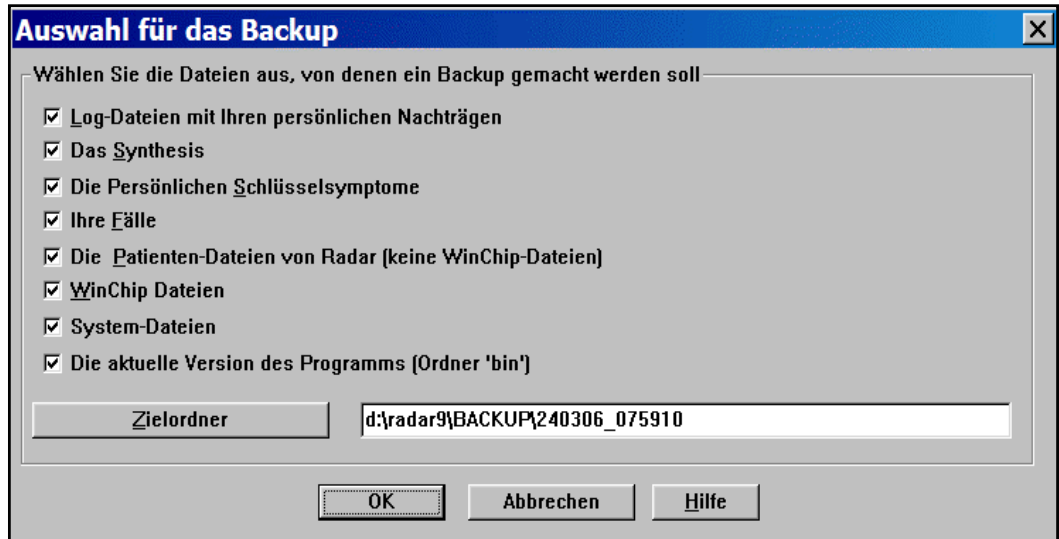 Auswahl für das Backup
Wählen Sie die Dateien aus, von denen ein Backup gemacht werden soll
Log-Dateien mit Ihren persönlichen Nachträgen
Das Synthesis
Die Persönlichen Schlüsselsymptome
Ihre Fälle
Die Patienten-Dateien von Radar (keine WinChip-Dateien)
WinChip Dateien
System-Dateien
Die aktuelle Version des Programms (Ordner 'bin')
Zielordner d:\radar9\BACKUP\240306_075910
OK Abbrechen Hilfe